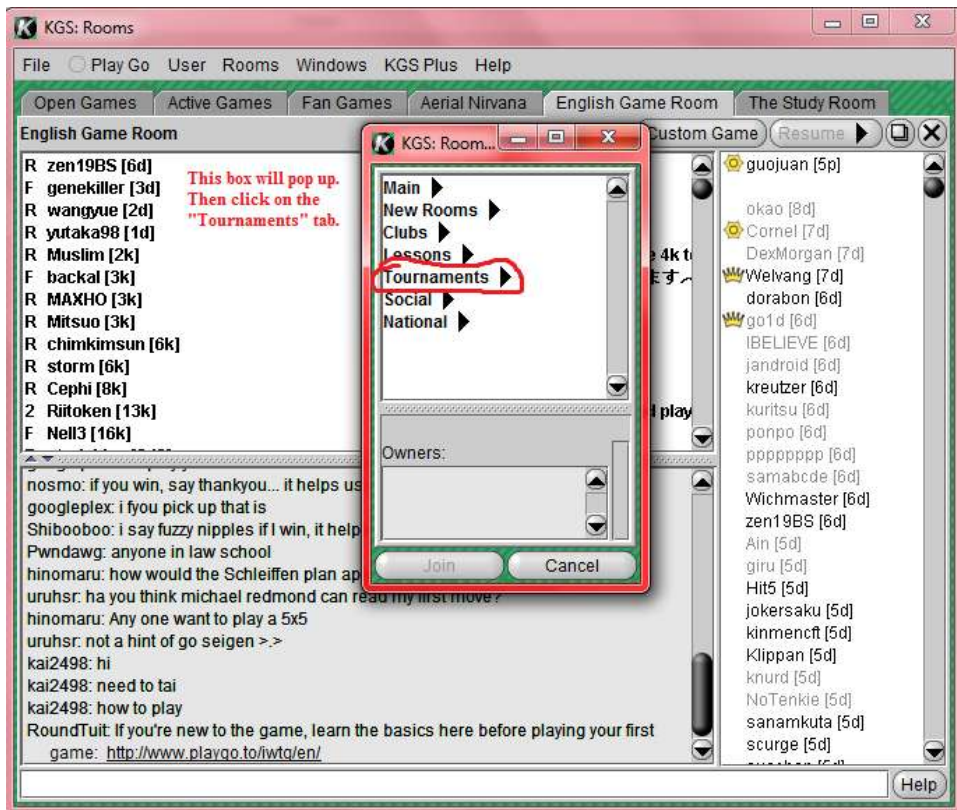 KGS: Rooms
File Play Go User Rooms Windows KGS Plus Help
Open Games Active Games Fan Games Aerial Nirvana English Game Room The Study Room
English Game Room
Custom Game Resume
R zen19BS [6d]
F genekiller [3d]
R wangyue [2d]
R yutaka98 [1d]
R Muslim [2k]
F backal [3k]
R MAXHO [3k]
R Mitsuo [3k]
R chimkimsun [6k]
R storm [6k]
R Cephi [8k]
2 Riitoken [13k]
F Nell3 [16k]
This box will pop up.
Then click on the
"Tournaments" tab.
4k
ます
play
KGS: Room...
Main
New Rooms
Clubs
Lessons
Tournaments
Social
National
Owners:
Join Cancel
nosmo: if you win, say thankyou... it helps us
googleplex: i fyou pick up that is
Shibooboo: i say fuzzy nipples if I win, it help
Pwndawg: anyone in law school
hinomaru: how would the Schleiffen plan ap
uruhsr: ha you think michael redmond can read my first move?
hinomaru: Any one want to play a 5x5
uruhsr: not a hint of go seigen >.>
kai2498: hi
kai2498: need to tai
kai2498: how to play
RoundTuit: If you're new to the game, learn the basics here before playing your first
game: http://www.playgo.to/iwtg/en/
guojuan [5p]
okao [8d]
Cornel [7d]
DexMorgan [7d]
Welvang [7d]
dorabon [6d]
go1d [6d]
IBELIEVE [6d]
jandroid [6d]
kreutzer [6d]
kuritsu [6d]
ponpo [6d]
pppppppp [6d]
samabcde [6d]
Wichmaster [6d]
zen19BS [6d]
Ain [5d]
giru [5d]
Hit5 [5d]
jokersaku [5d]
kinmencft [5d]
Klippan [5d]
knurd [5d]
NoTenkie [5d]
sanamkuta [5d]
scurge [5d]
Help